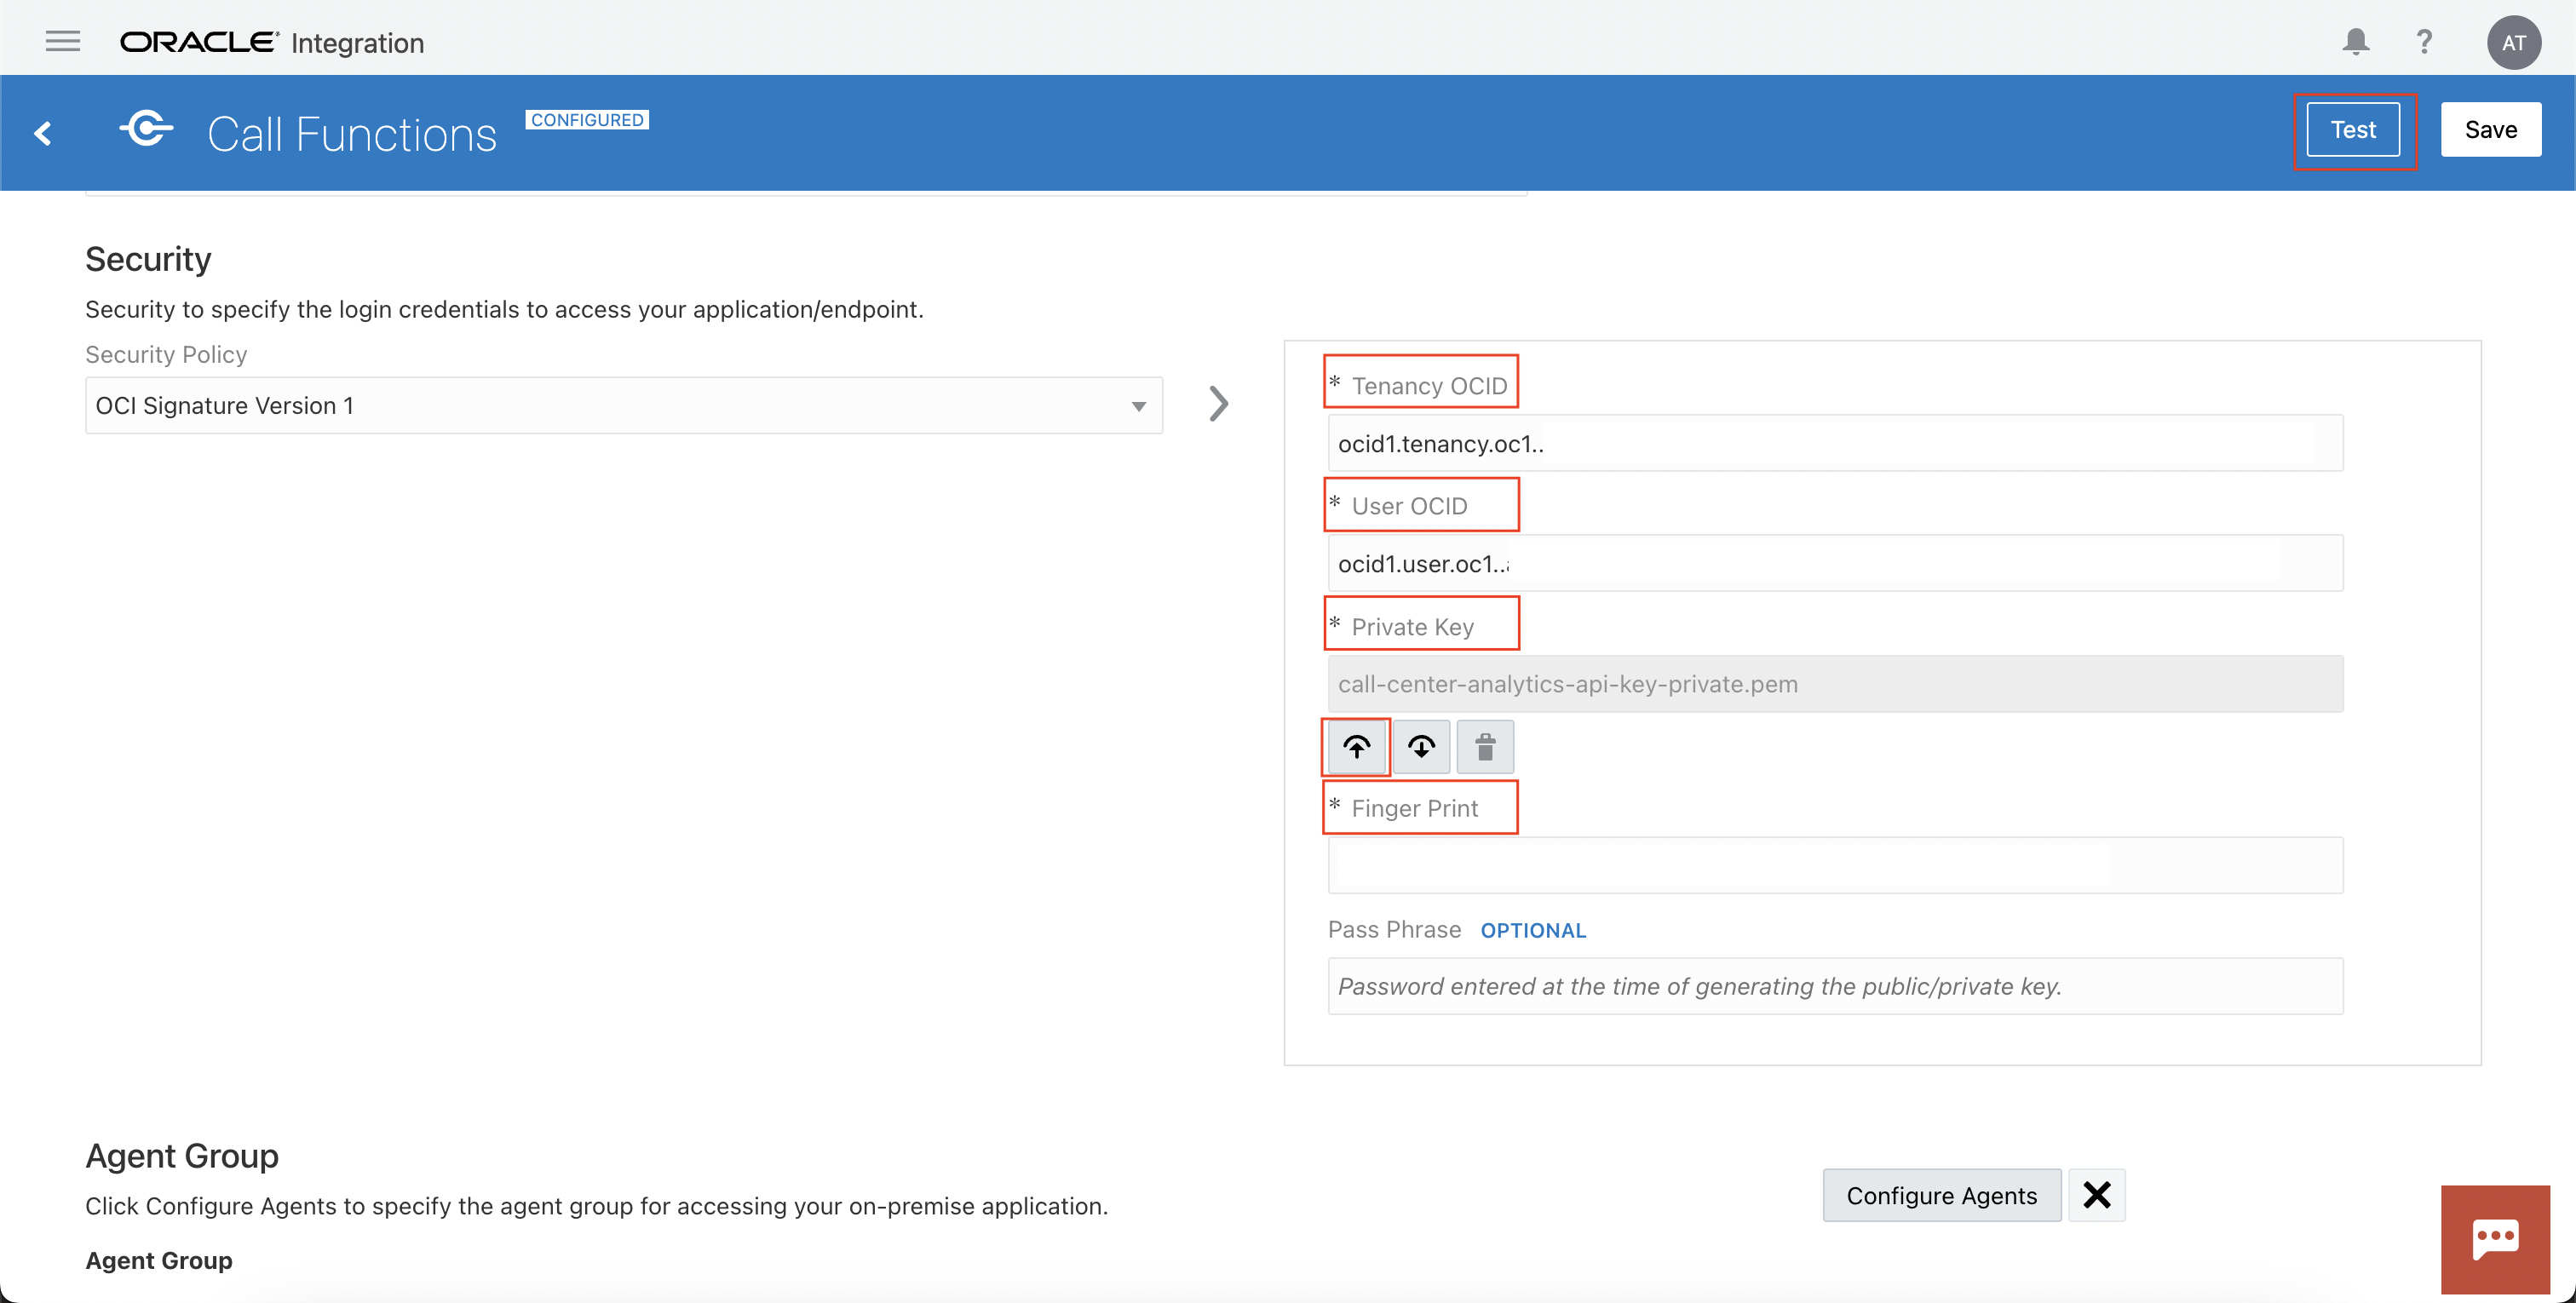 ORACLE Integration
?
AT
Call Functions
CONFIGURED
Test
Save
Security
Security to specify the login credentials to access your application/endpoint.
Security Policy
OCI Signature Version 1
* Tenancy OCID
ocid1.tenancy.oc1..
* User OCID
ocid1.user.oc1..
* Private Key
call-center-analytics-api-key-private.pem
* Finger Print
Pass Phrase OPTIONAL
Password entered at the time of generating the public/private key.
Agent Group
Click Configure Agents to specify the agent group for accessing your on-premise application.
Configure Agents
Agent Group